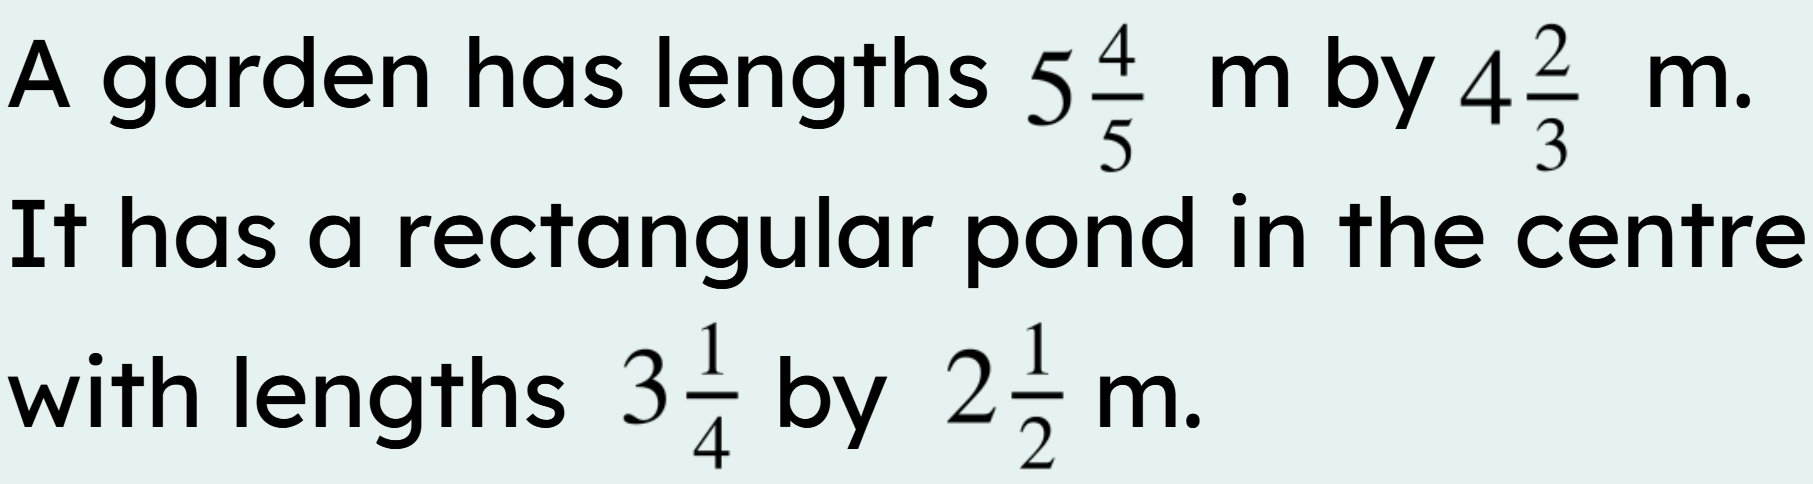 A garden has lengths 5 4/5 m by 4 2/3 m.
It has a rectangular pond in the centre
with lengths 3 1/4 by 2 1/2 m.